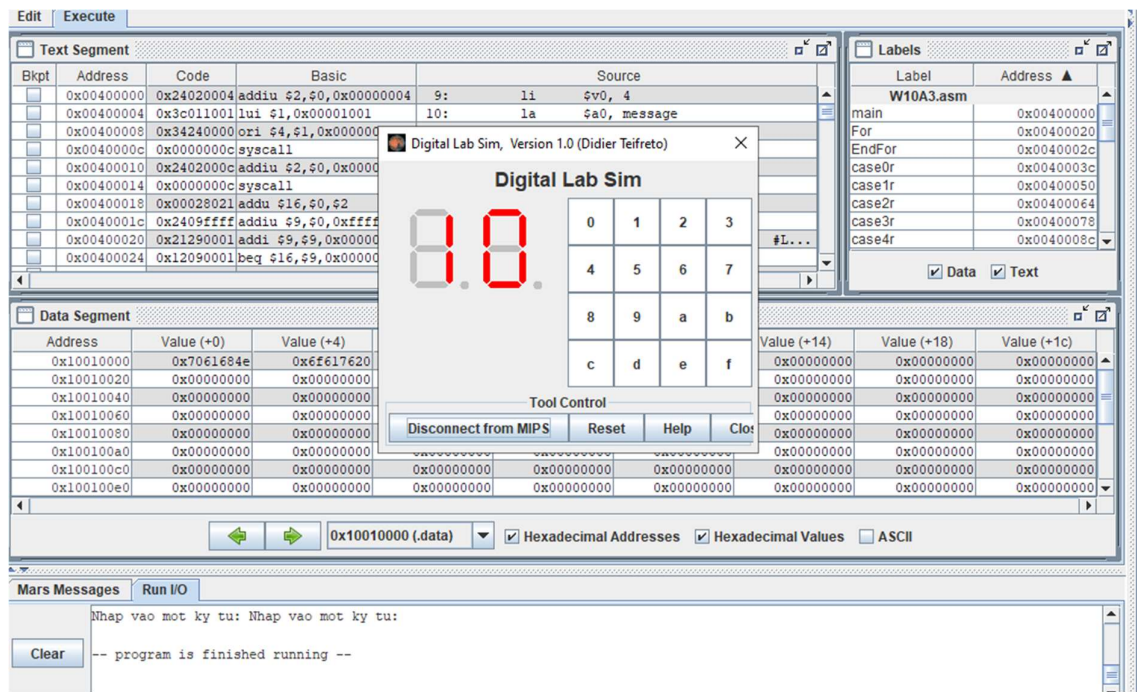 Edit Execute
Text Segment
Bkpt Address Code Basic Source
0x00400000 0x24020004 addiu $2,$0,0x00000004 9: li $v0, 4
0x00400004 0x3c011001 lui $1,0x00001001 10: la $a0, message
0x00400008 0x34240000 ori $4,$1,0x000000
0x0040000c 0x0000000c syscall
0x00400010 0x2402000c addiu $2,$0,0x0000
0x00400014 0x0000000c syscall
0x00400018 0x00028021 addu $16,$0,$2
0x0040001c 0x2409ffff addiu $9,$0,0xffff
0x00400020 0x21290001 addi $9,$9,0x00000 #L...
0x00400024 0x12090001 beq $16,$9,0x00000
Labels
Label Address ▲
W10A3.asm
main 0x00400000
For 0x00400020
EndFor 0x0040002c
case0r 0x0040003c
case1r 0x00400050
case2r 0x00400064
case3r 0x00400078
case4r 0x0040008c
Data Text
Digital Lab Sim, Version 1.0 (Didier Teifreto)
Digital Lab Sim
10
0 1 2 3
4 5 6 7
8 9 a b
c d e f
Tool Control
Disconnect from MIPS Reset Help Clos
Data Segment
Address Value (+0) Value (+4) Value (+14) Value (+18) Value (+1c)
0x10010000 0x7061684e 0x6f617620 0x00000000 0x00000000 0x00000000
0x10010020 0x00000000 0x00000000 0x00000000 0x00000000 0x00000000
0x10010040 0x00000000 0x00000000 0x00000000 0x00000000 0x00000000
0x10010060 0x00000000 0x00000000 0x00000000 0x00000000 0x00000000
0x10010080 0x00000000 0x00000000 0x00000000 0x00000000 0x00000000
0x100100a0 0x00000000 0x00000000 0x00000000 0x00000000 0x00000000
0x100100c0 0x00000000 0x00000000 0x00000000 0x00000000 0x00000000 0x00000000 0x00000000 0x00000000
0x100100e0 0x00000000 0x00000000 0x00000000 0x00000000 0x00000000 0x00000000 0x00000000 0x00000000
0x10010000 (.data) Hexadecimal Addresses Hexadecimal Values ASCII
Mars Messages Run I/O
Nhap vao mot ky tu: Nhap vao mot ky tu:
Clear
-- program is finished running --